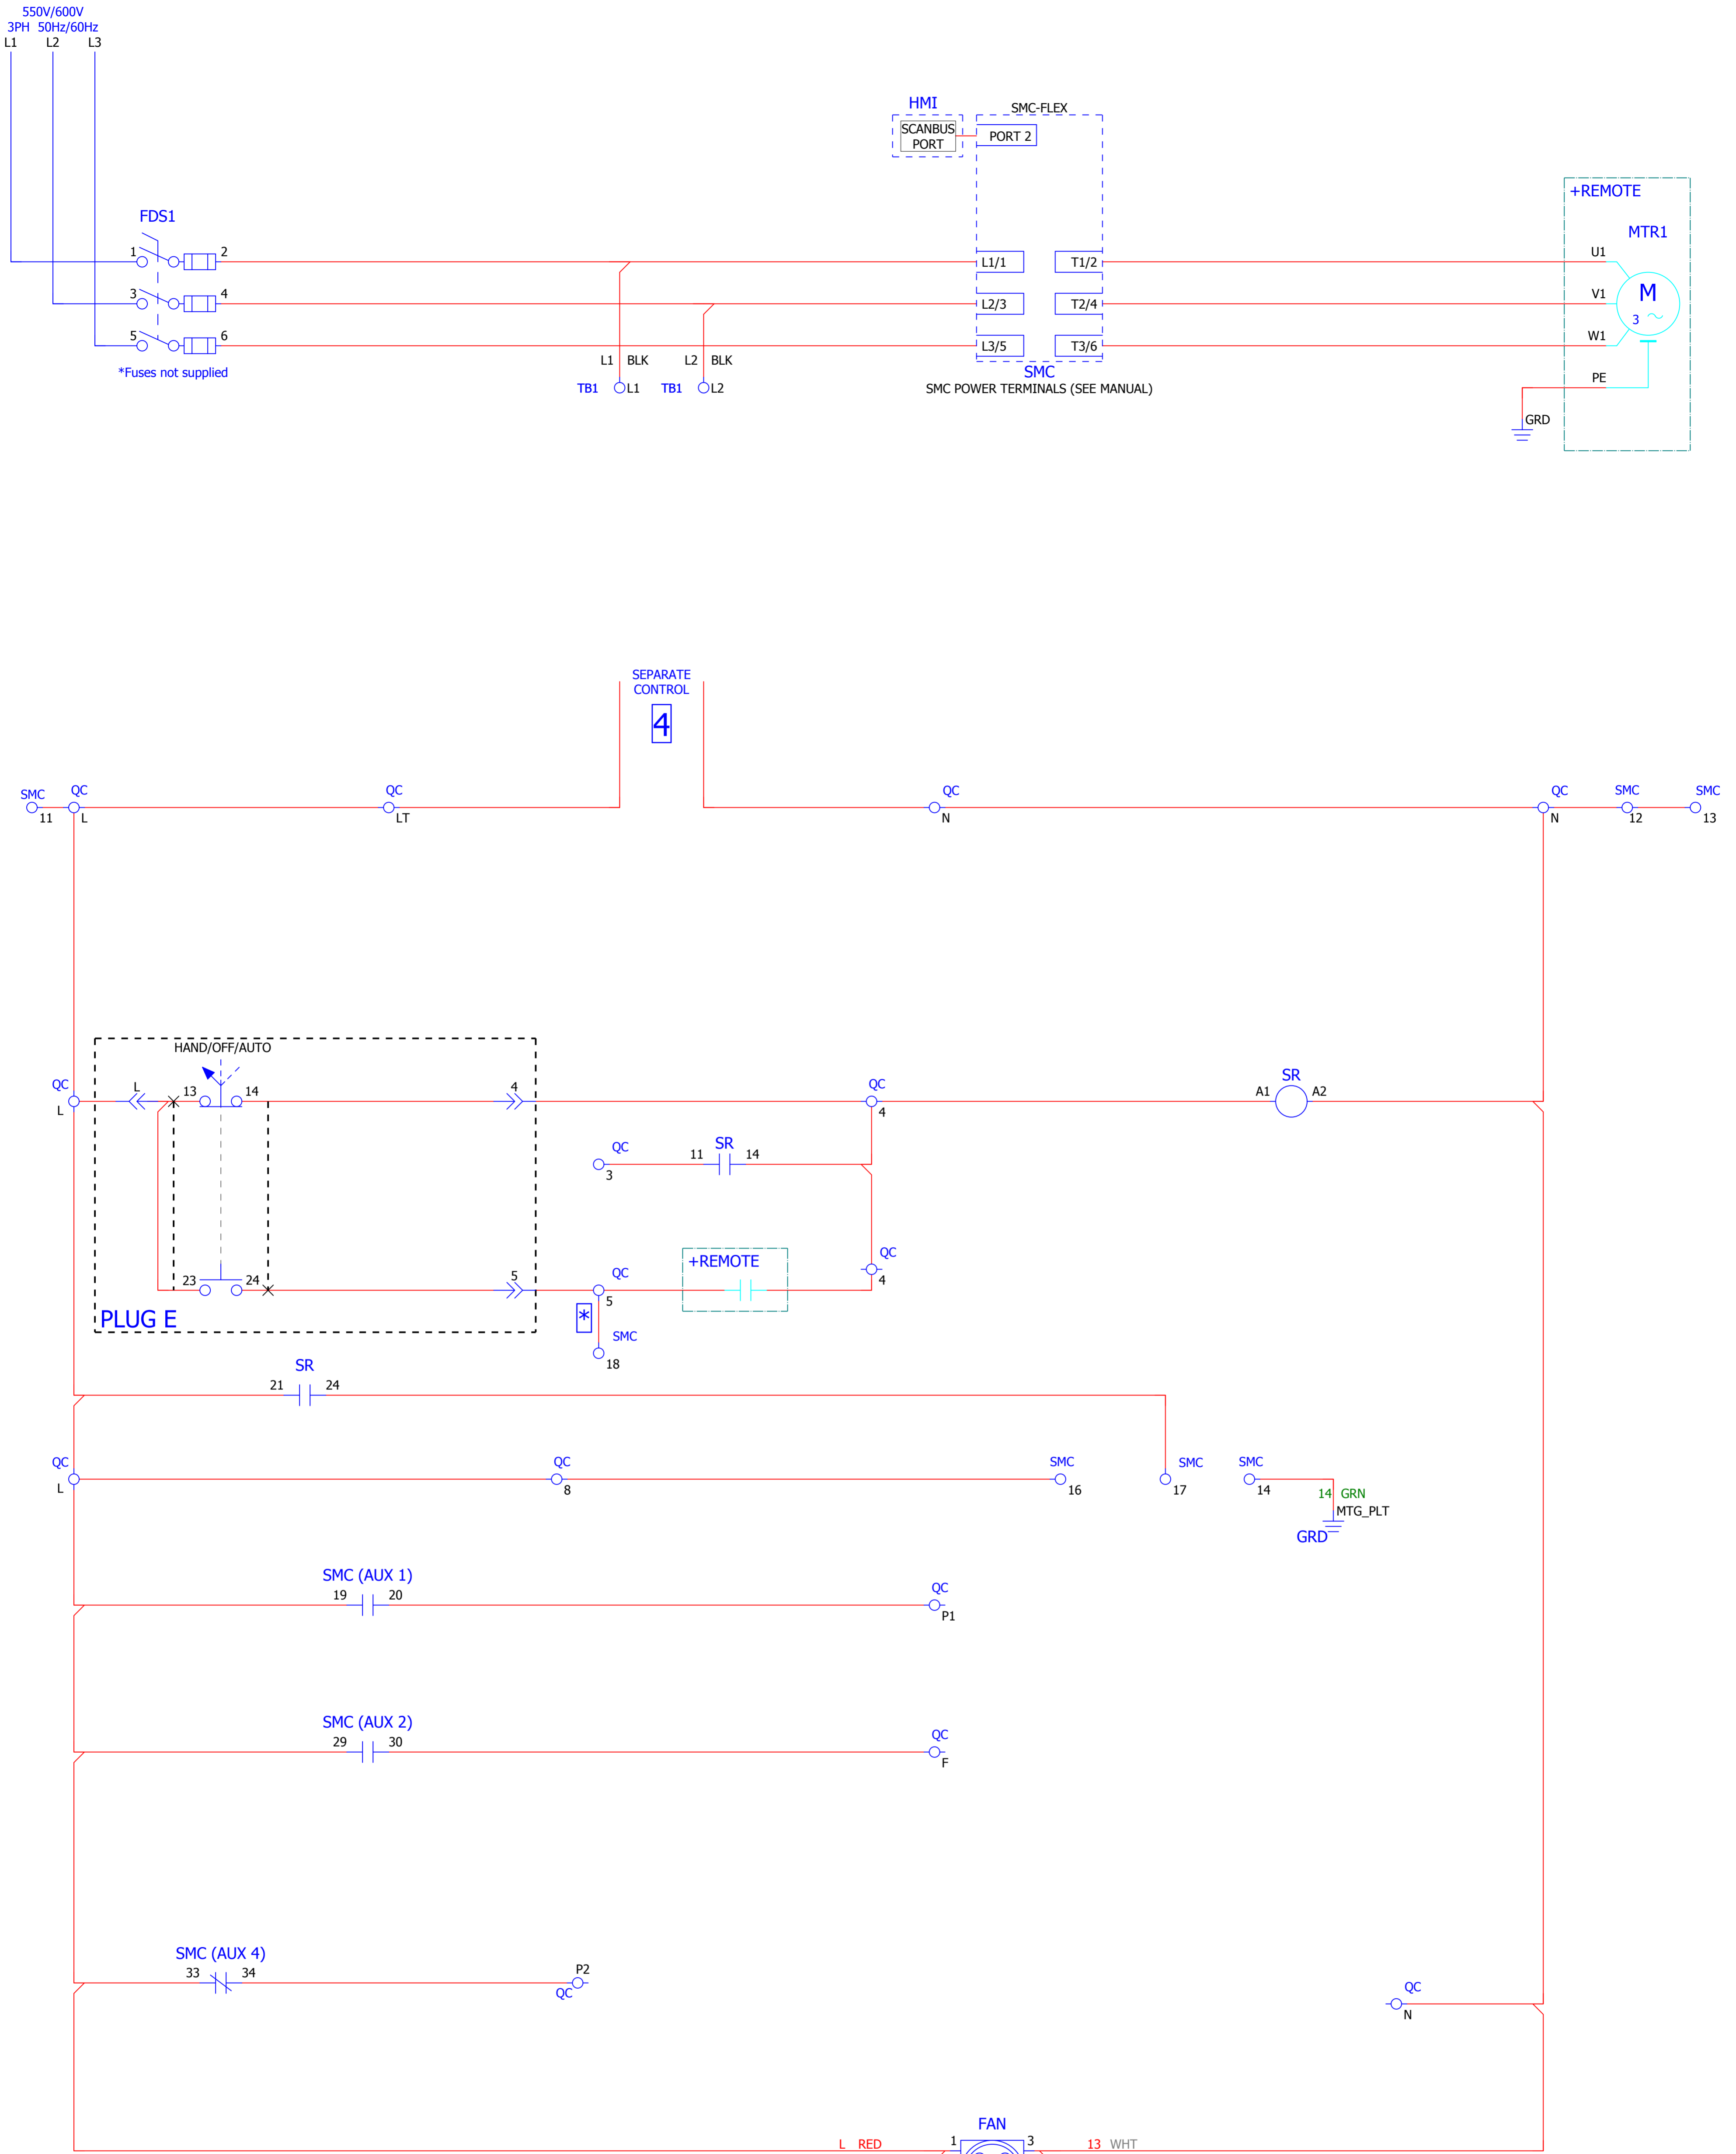 550V/600V
3PH 50Hz/60Hz
L1 L2 L3
HMI
SMC-FLEX
SCANBUS
PORT
PORT 2
+REMOTE
FDS1
MTR1
1 2 L1/1 T1/2 U1
3 4 L2/3 T2/4 V1
M
3
5 6 L3/5 T3/6 W1
L1 BLK L2 BLK
*Fuses not supplied
SMC
PE
TB1 L1 TB1 L2
SMC POWER TERMINALS (SEE MANUAL)
GRD
SEPARATE
CONTROL
4
SMC QC QC QC QC SMC SMC
11 L LT N N 12 13
HAND/OFF/AUTO
QC L 13 14 4 QC SR
A1 A2
L 4
QC SR
11 14
3
QC
+REMOTE
4
QC
23 24 5
5
PLUG E
*
SMC
18
SR
21 24
QC QC SMC SMC SMC
L 8 16 17 14
14 GRN
MTG_PLT
GRD
SMC (AUX 1)
19 20 QC
P1
SMC (AUX 2)
29 30 QC
F
SMC (AUX 4)
33 34 P2
QC
QC
N
FAN
L RED 1 3 13 WHT